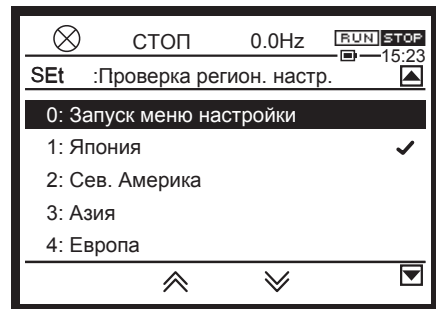 СТОП 0.0Hz RUN STOP
15:23
SEt :Проверка регион. настр.
0: Запуск меню настройки
1: Япония
2: Сев. Америка
3: Азия
4: Европа